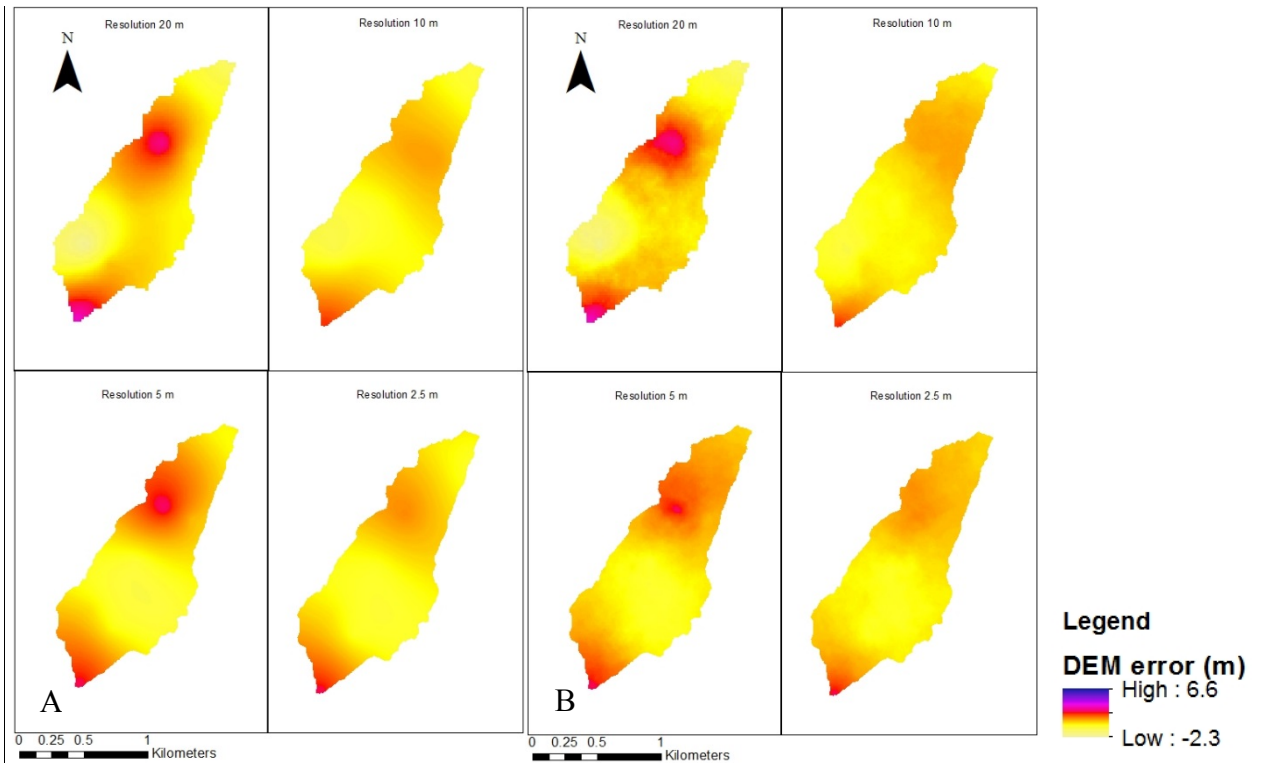 Resolution 20 m
Resolution 10 m
N
Resolution 20 m
Resolution 10 m
N
Resolution 5 m
Resolution 2.5 m
Resolution 5 m
Resolution 2.5 m
A
B
0 0.25 0.5 1
Kilometers
0 0.25 0.5 1
Kilometers
Legend
DEM error (m)
High : 6.6
Low : -2.3